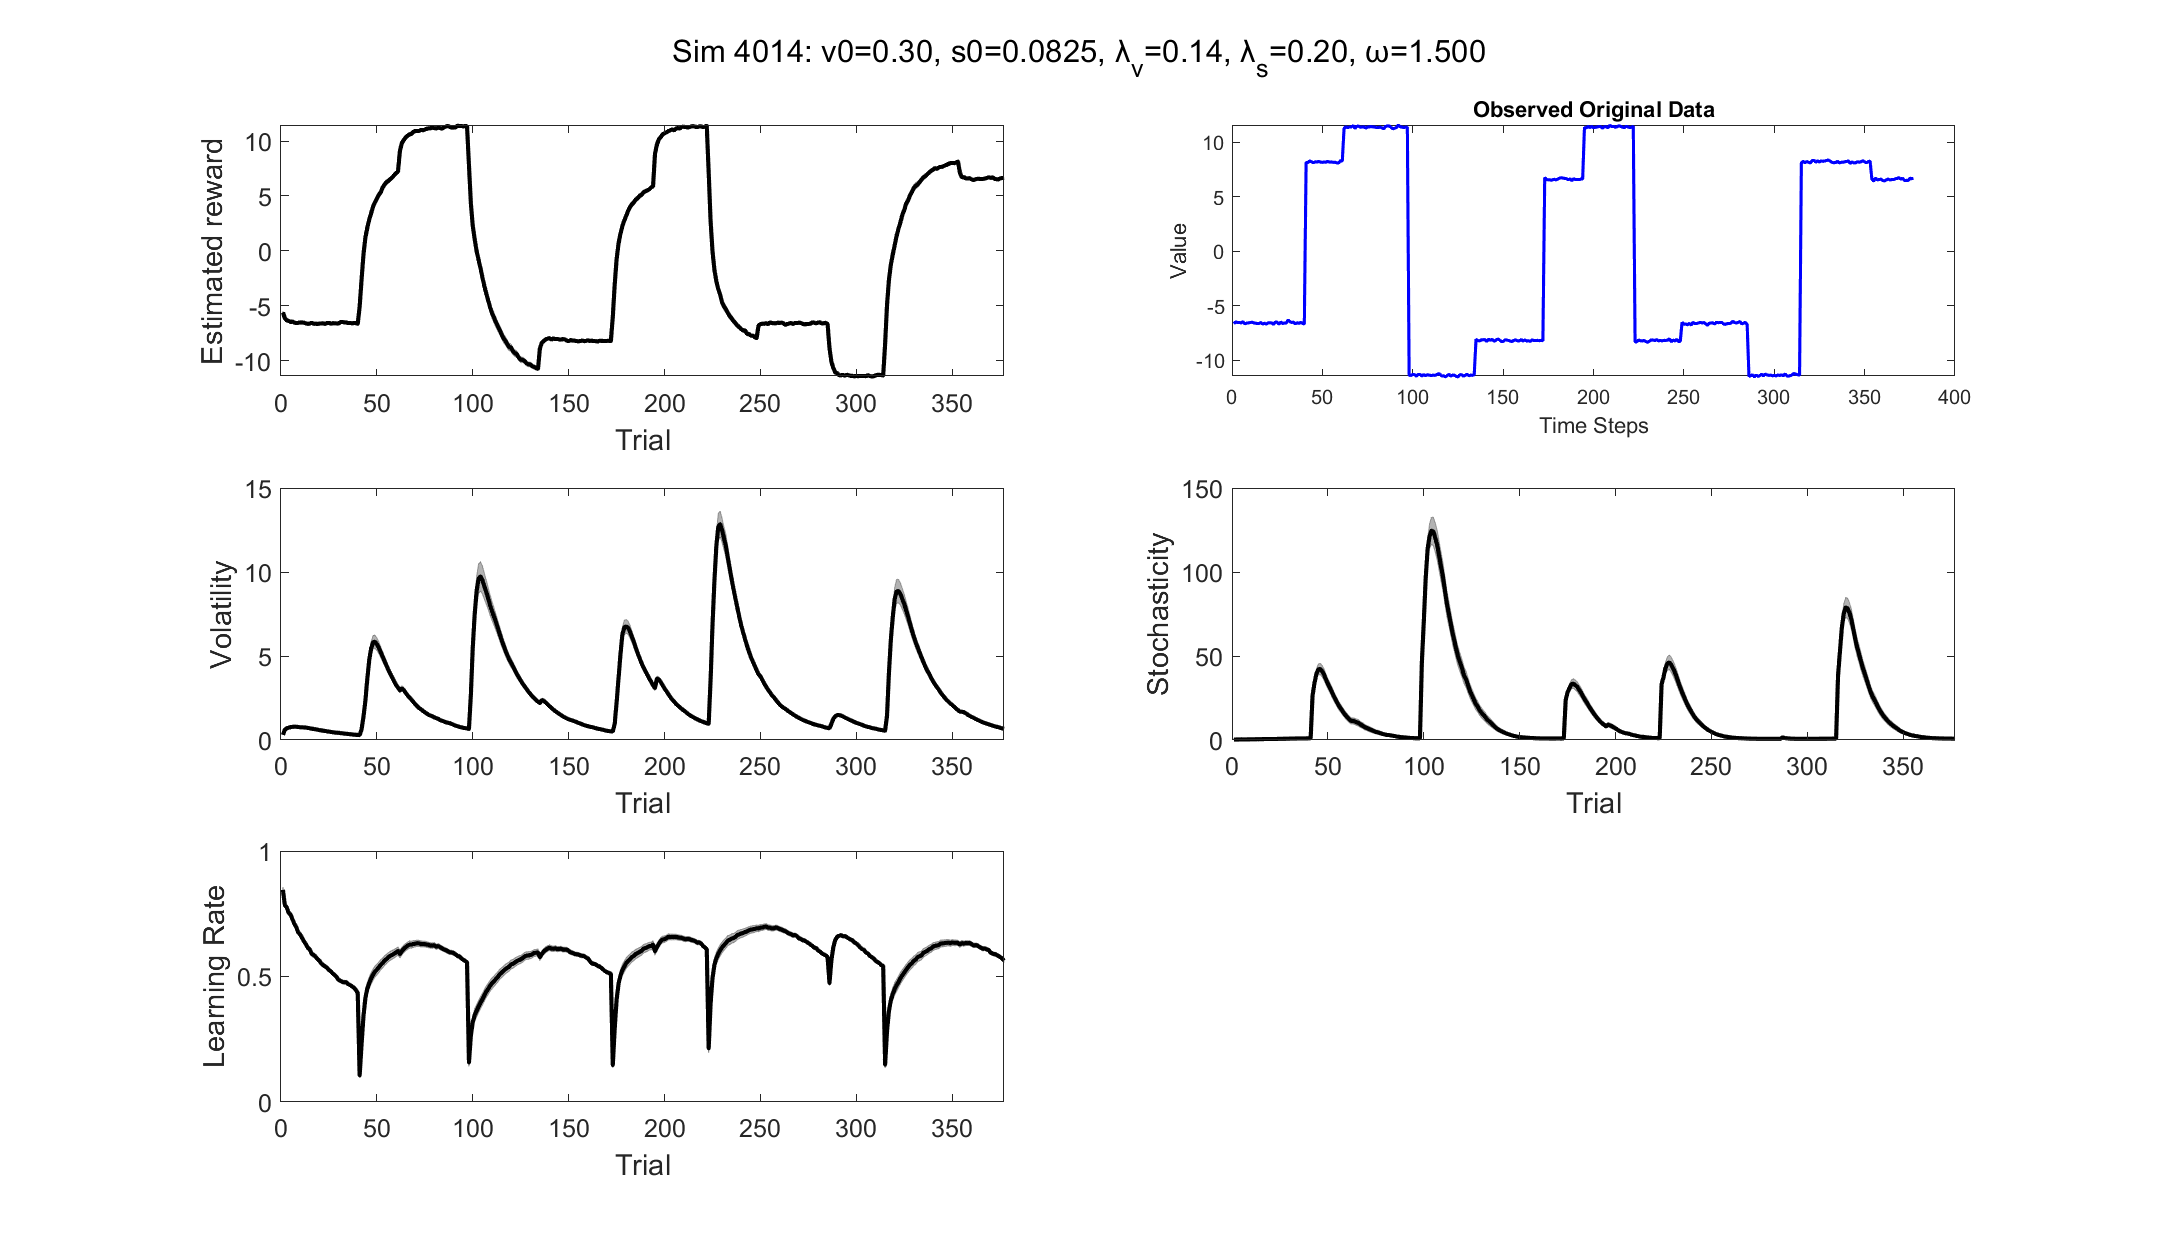 Sim 4014: v0=0.30, s0=0.0825, λv=0.14, λs=0.20, ω=1.500
Estimated reward
10
5
0
-5
-10
0 50 100 150 200 250 300 350
Trial
Observed Original Data
Value
10
5
0
-5
-10
0 50 100 150 200 250 300 350 400
Time Steps
Volatility
15
10
5
0
0 50 100 150 200 250 300 350
Trial
Stochasticity
150
100
50
0
0 50 100 150 200 250 300 350
Trial
Learning Rate
1
0.5
0
0 50 100 150 200 250 300 350
Trial